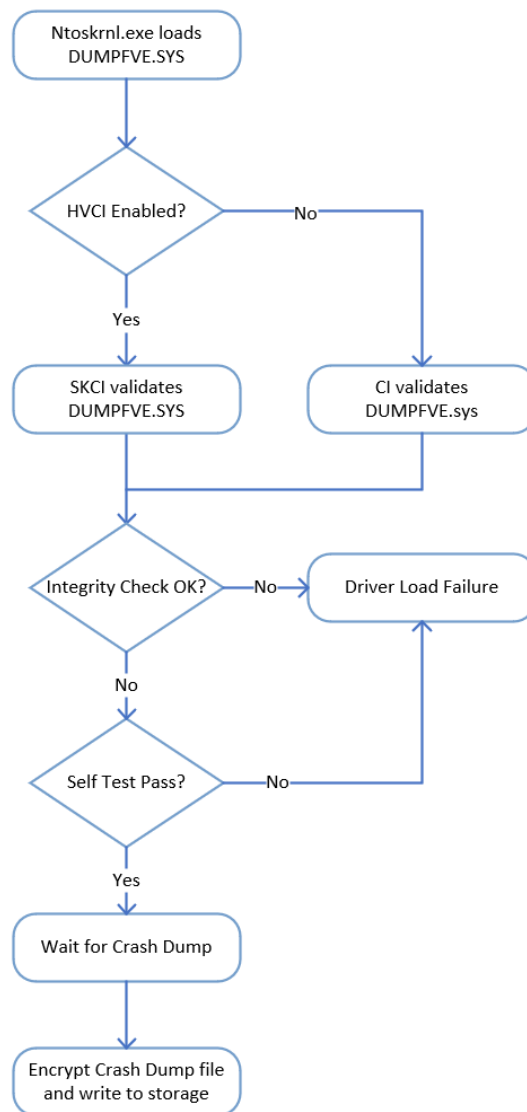 Ntoskrnl.exe loads
DUMPFVE.SYS
HVCI Enabled?
No
Yes
SKCI validates
DUMPFVE.SYS
CI validates
DUMPFVE.sys
Integrity Check OK?
No
Driver Load Failure
No
Self Test Pass?
No
Yes
Wait for Crash Dump
Encrypt Crash Dump file
and write to storage